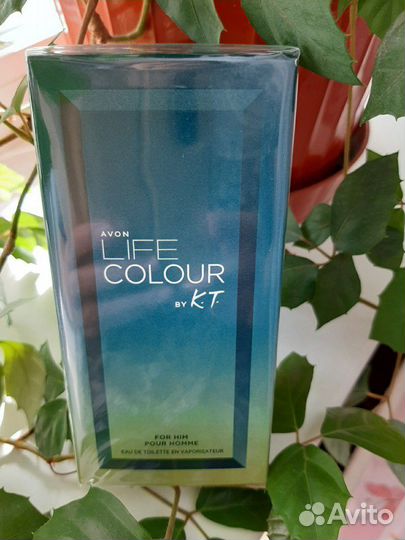 AVON
LIFE
COLOUR
BY K.T.
FOR HIM
POUR HOMME
EAU DE TOILETTE EN VAPORISATEUR
Avito